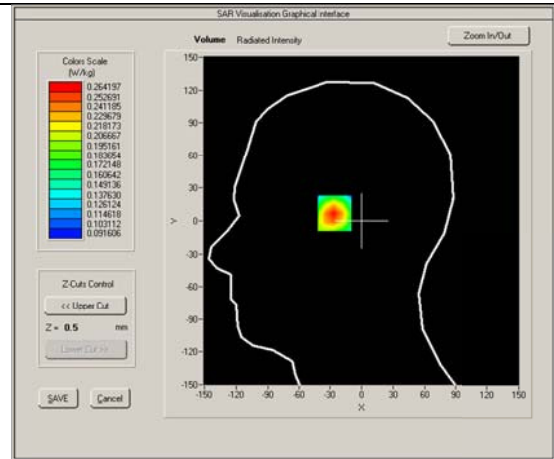 SAR Visualisation Graphical Interface
Volume Radiated Intensity
Zoom In/Out
Colors Scale
(W/kg)
0.264197
0.252691
0.241185
0.229679
0.218173
0.206667
0.195161
0.183654
0.172148
0.160642
0.149136
0.137630
0.126124
0.114618
0.103112
0.091606
Z-Cuts Control
<< Upper Cut
Z = 0.5 mm
Lower Cut >>
SAVE Cancel
Y
150-
120-
90-
60-
30-
0-
-30-
-60-
-90-
-120-
-150-
-150 -120 -90 -60 -30 0 30 60 90 120 150
X